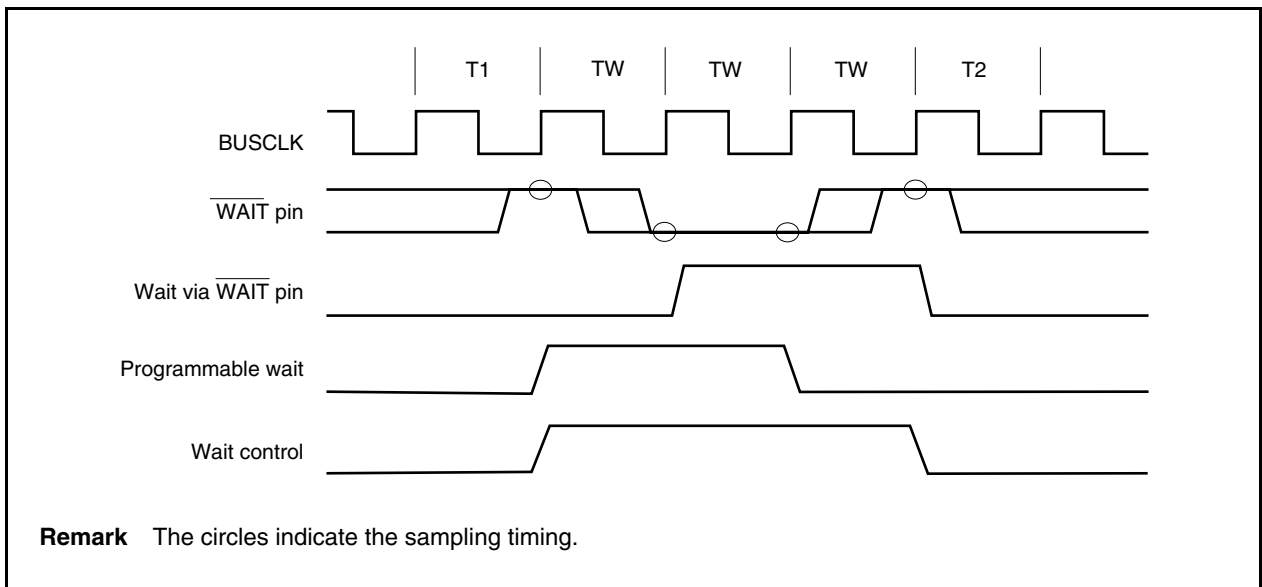 T1 TW TW TW T2
BUSCLK
WAIT pin
Wait via WAIT pin
Programmable wait
Wait control
Remark The circles indicate the sampling timing.